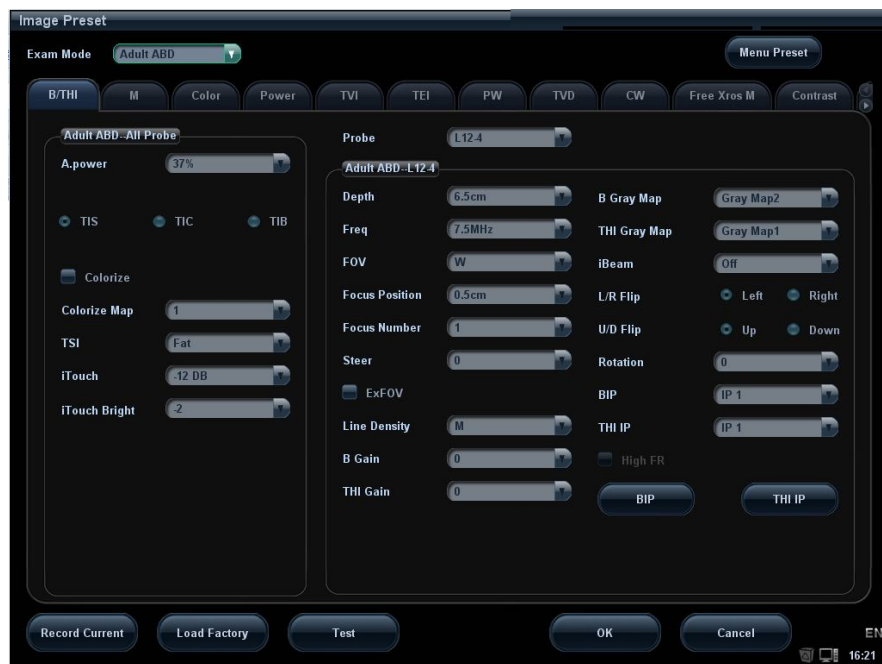 Image Preset
Exam Mode Adult ABD Menu Preset
B/THI M Color Power TVI TEI PW TVD CW Free Xros M Contrast
Adult ABD--All Probe
A.power 37%
TIS TIC TIB
Colorize
Colorize Map 1
TSI Fat
iTouch -12 DB
iTouch Bright -2
Probe L12-4
Adult ABD--L12-4
Depth 6.5cm
Freq 7.5MHz
FOV W
Focus Position 0.5cm
Focus Number 1
Steer 0
ExFOV
Line Density M
B Gain 0
THI Gain 0
B Gray Map Gray Map2
THI Gray Map Gray Map1
iBeam Off
L/R Flip Left Right
U/D Flip Up Down
Rotation 0
BIP IP 1
THI IP IP 1
High FR
BIP THI IP
Record Current Load Factory Test OK Cancel EN
16:21